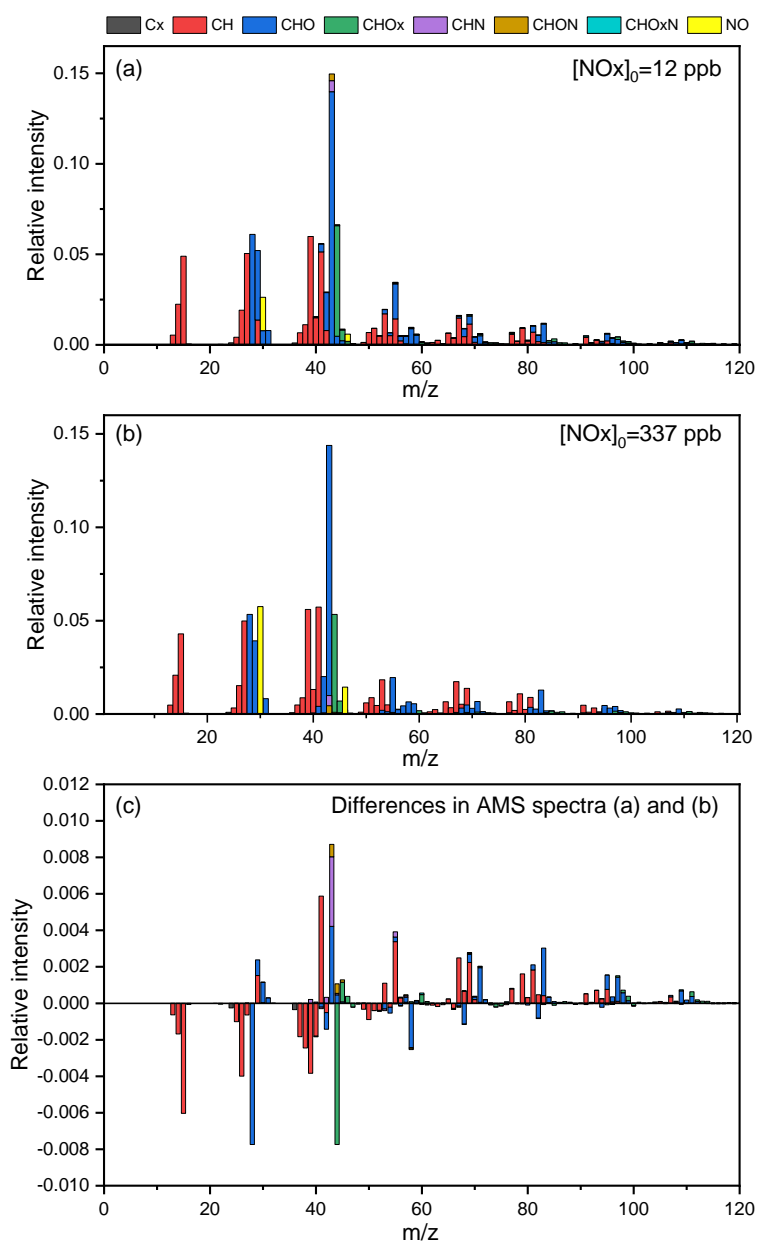 Cx CH CHO CHOx CHN CHON CHOxN NO
(a) [NOx]₀=12 ppb
0.15
0.10
0.05
0.00
Relative intensity
0 20 40 60 80 100 120
m/z
(b) [NOx]₀=337 ppb
0.15
0.10
0.05
0.00
Relative intensity
20 40 60 80 100 120
m/z
(c) Differences in AMS spectra (a) and (b)
0.012
0.010
0.008
0.006
0.004
0.002
0.000
-0.002
-0.004
-0.006
-0.008
-0.010
Relative intensity
0 20 40 60 80 100 120
m/z